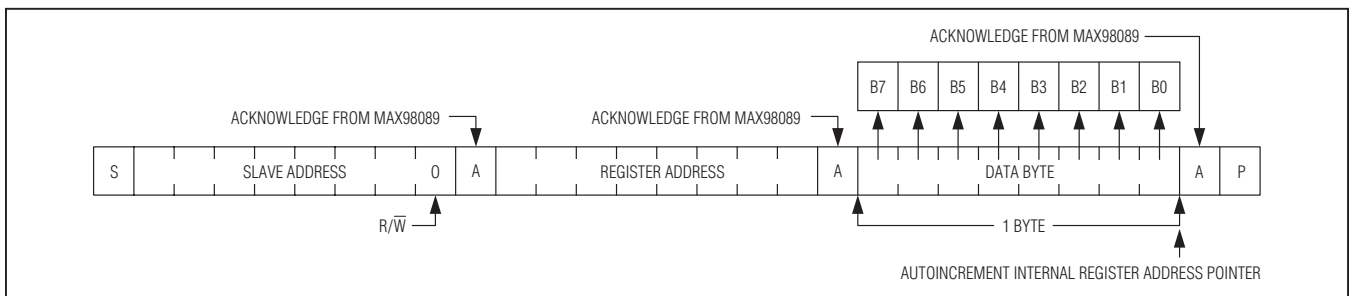 ACKNOWLEDGE FROM MAX98089
B7 B6 B5 B4 B3 B2 B1 B0
ACKNOWLEDGE FROM MAX98089 ACKNOWLEDGE FROM MAX98089
S SLAVE ADDRESS 0 A REGISTER ADDRESS A DATA BYTE A P
R/W̅ 1 BYTE
AUTOINCREMENT INTERNAL REGISTER ADDRESS POINTER